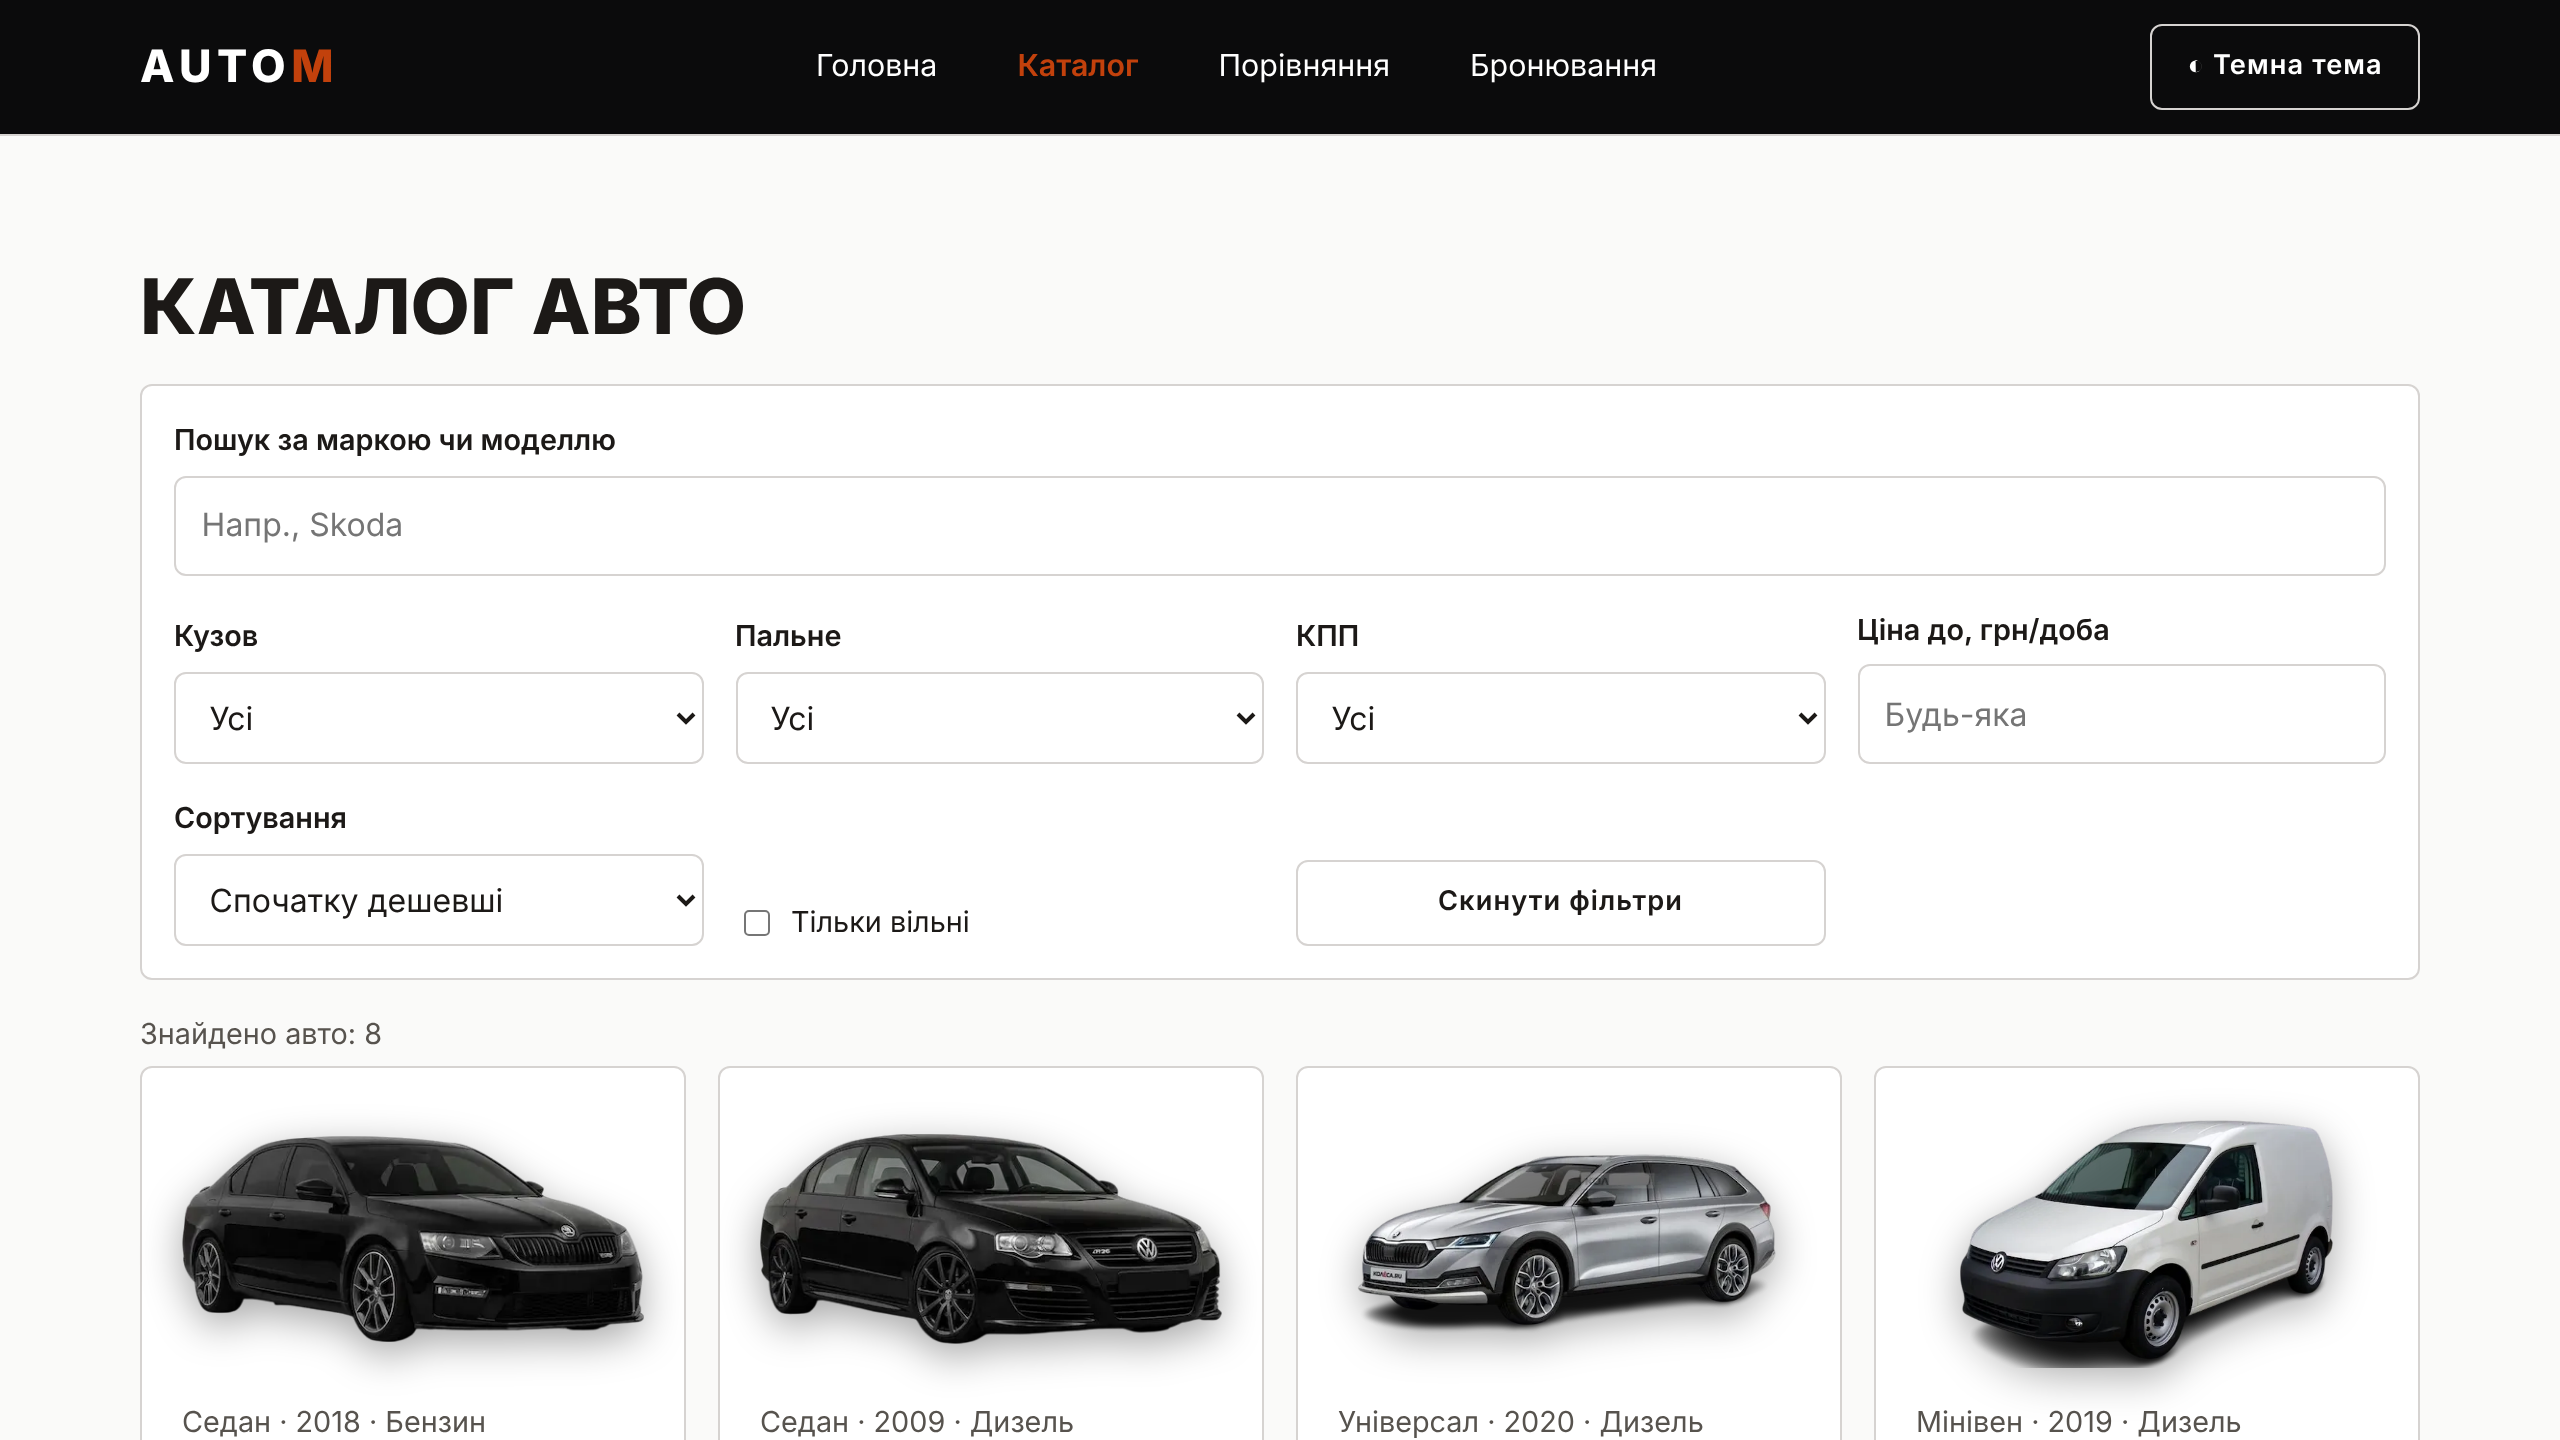 AUTOM
Головна
Каталог
Порівняння
Бронювання
Темна тема
КАТАЛОГ АВТО
Пошук за маркою чи моделлю
Напр., Skoda
Кузов
Пальне
КПП
Ціна до, грн/доба
Усі
Усі
Усі
Будь-яка
Сортування
Спочатку дешевші
Тільки вільні
Скинути фільтри
Знайдено авто: 8
Седан · 2018 · Бензин
Седан · 2009 · Дизель
Універсал · 2020 · Дизель
Мінівен · 2019 · Дизель